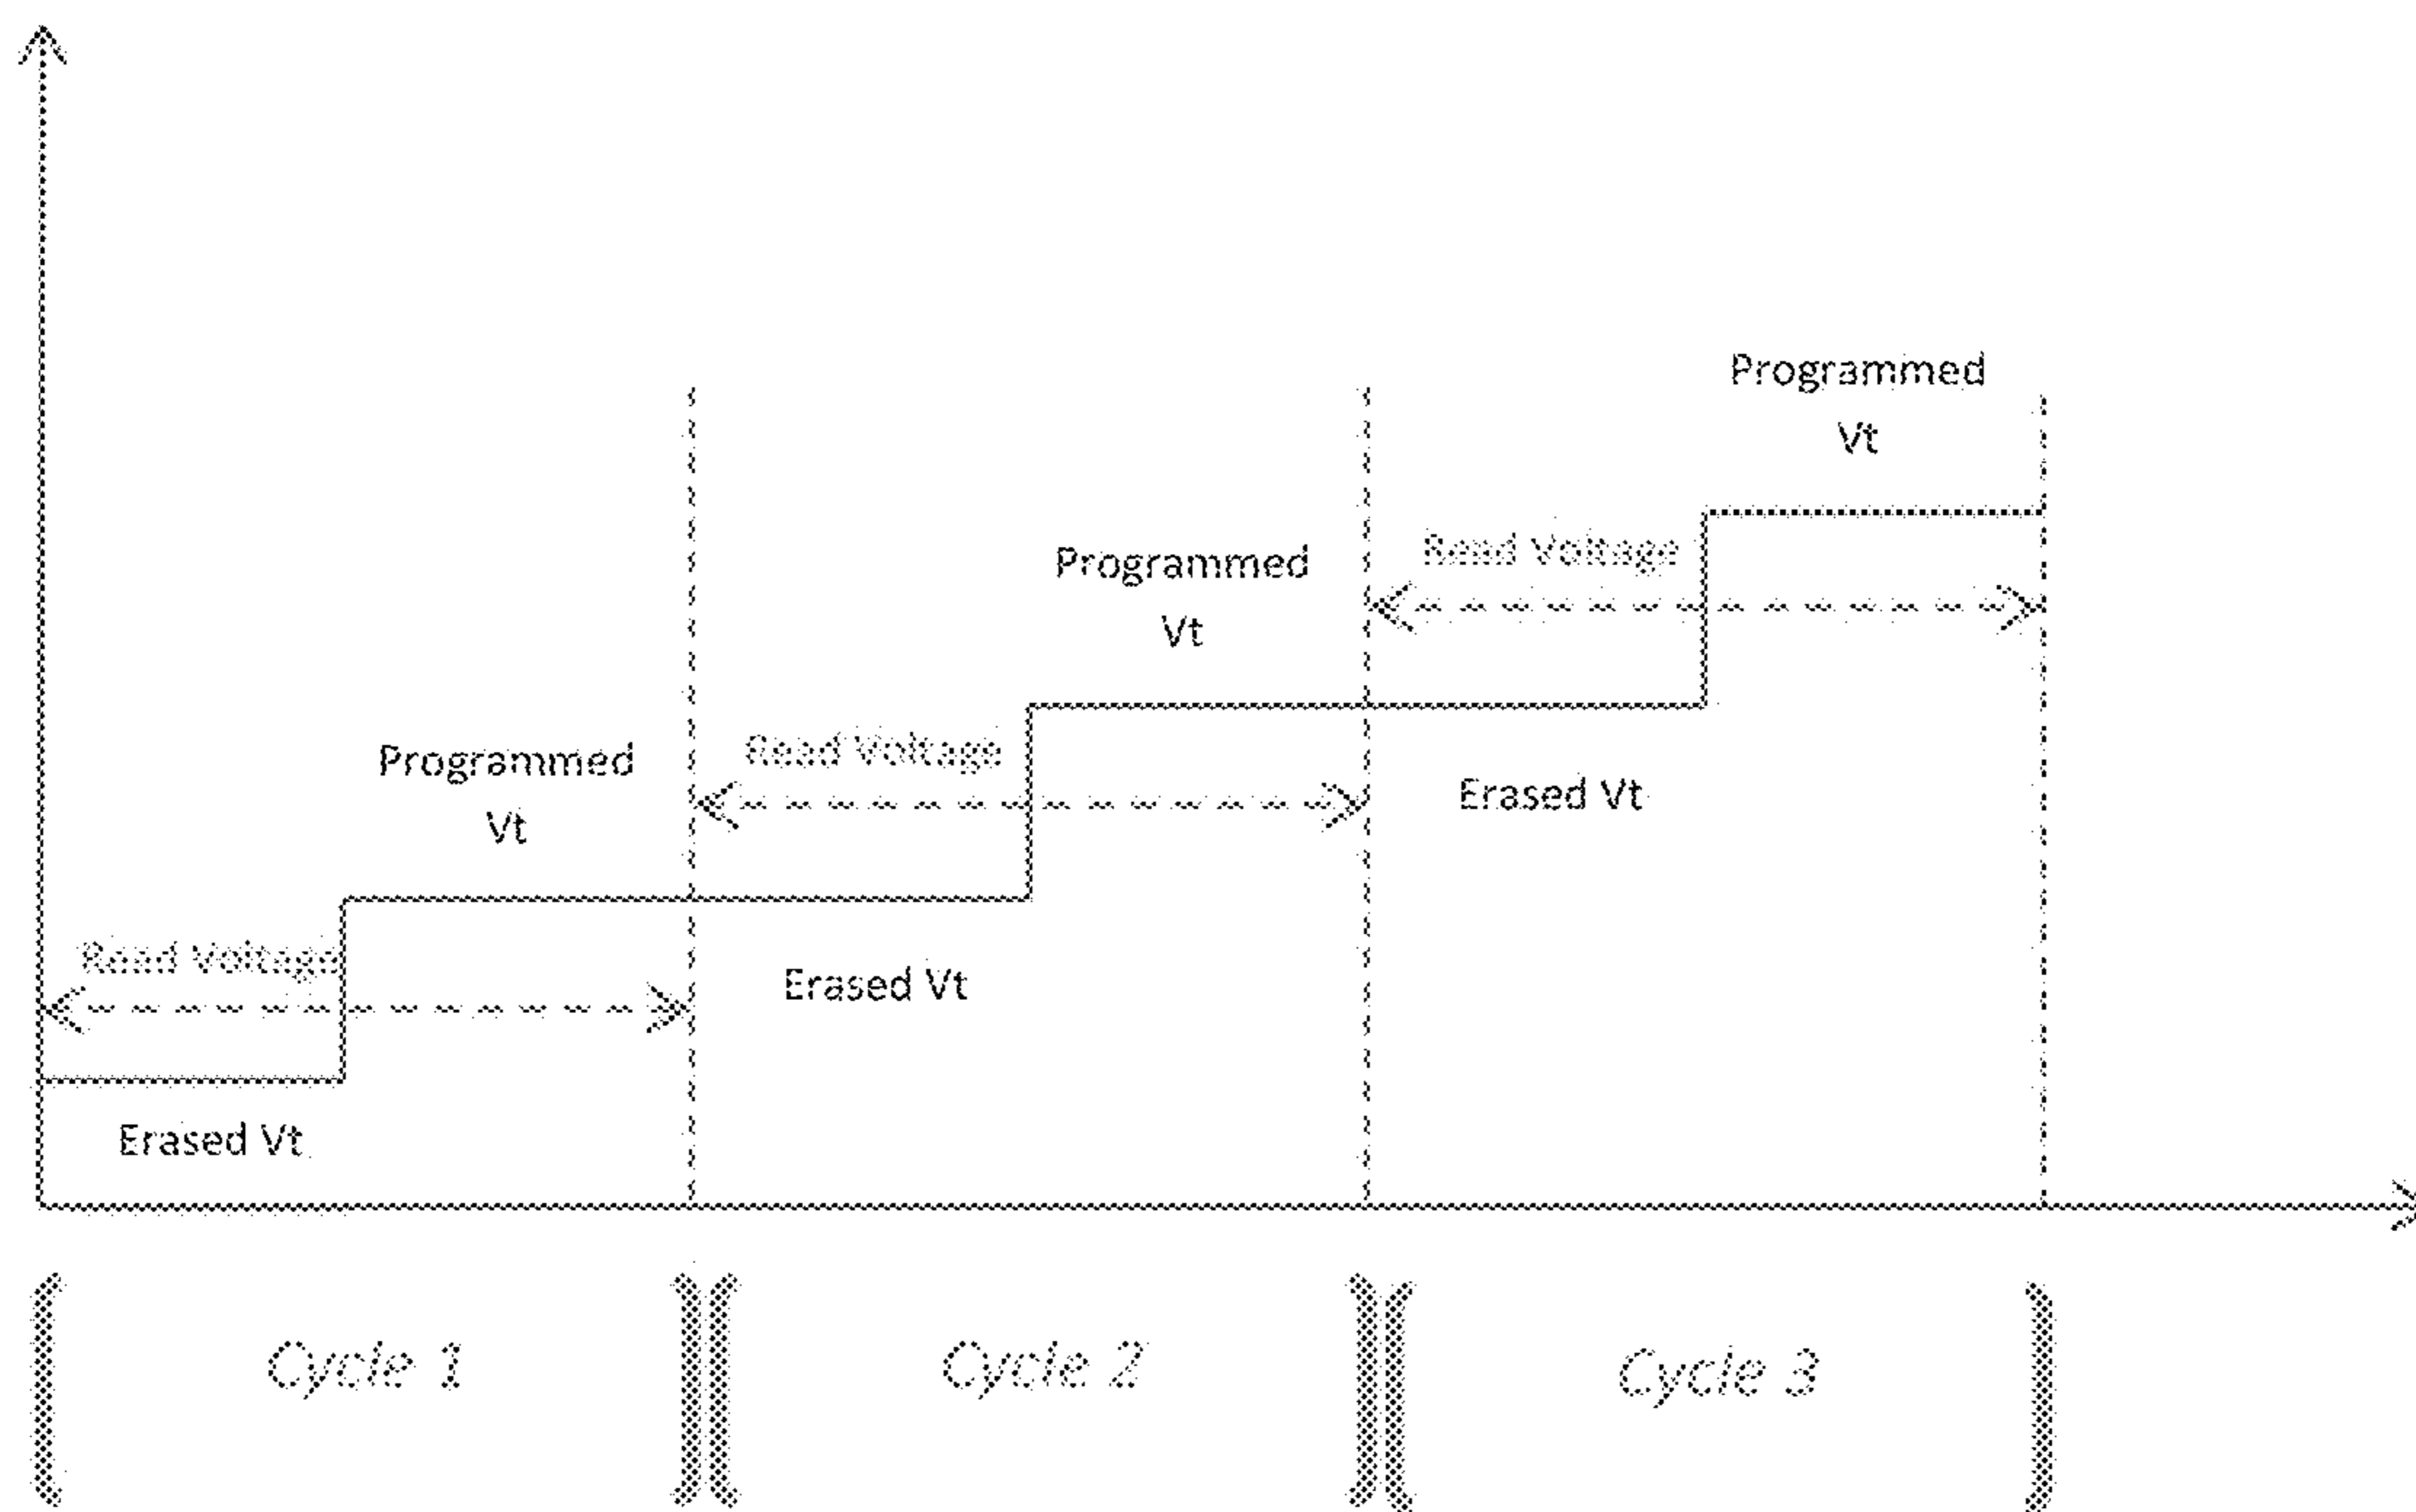 Programmed
Vt
Read Voltage
Programmed
Vt
Read Voltage
Erased Vt
Programmed
Vt
Read Voltage
Erased Vt
Erased Vt
Cycle 1
Cycle 2
Cycle 3